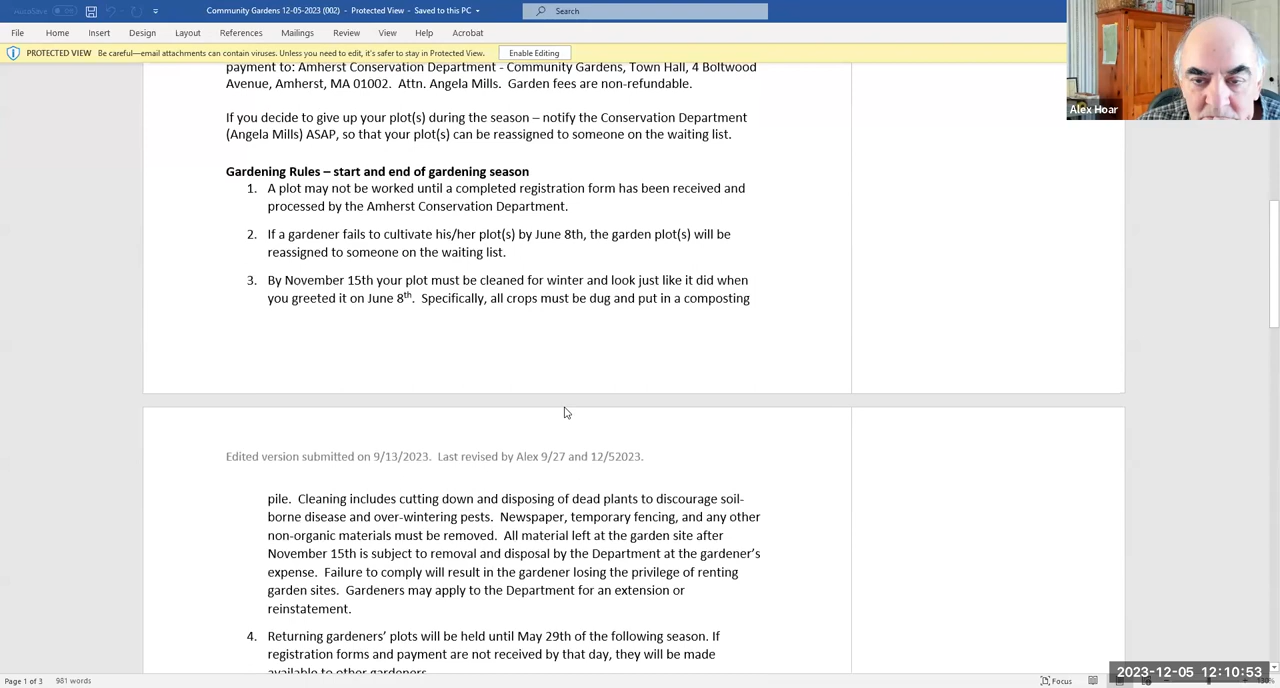 AutoSave Off Community Gardens 12-05-2023 (002) - Protected View - Saved to this PC Search
File Home Insert Design Layout References Mailings Review View Help Acrobat
PROTECTED VIEW Be careful—email attachments can contain viruses. Unless you need to edit, it's safer to stay in Protected View. Enable Editing
Alex Hoar
payment to: Amherst Conservation Department - Community Gardens, Town Hall, 4 Boltwood
Avenue, Amherst, MA 01002. Attn. Angela Mills. Garden fees are non-refundable.
If you decide to give up your plot(s) during the season – notify the Conservation Department
(Angela Mills) ASAP, so that your plot(s) can be reassigned to someone on the waiting list.
Gardening Rules – start and end of gardening season
1. A plot may not be worked until a completed registration form has been received and
processed by the Amherst Conservation Department.
2. If a gardener fails to cultivate his/her plot(s) by June 8th, the garden plot(s) will be
reassigned to someone on the waiting list.
3. By November 15th your plot must be cleaned for winter and look just like it did when
you greeted it on June 8th. Specifically, all crops must be dug and put in a composting
Edited version submitted on 9/13/2023. Last revised by Alex 9/27 and 12/52023.
pile. Cleaning includes cutting down and disposing of dead plants to discourage soil-
borne disease and over-wintering pests. Newspaper, temporary fencing, and any other
non-organic materials must be removed. All material left at the garden site after
November 15th is subject to removal and disposal by the Department at the gardener's
expense. Failure to comply will result in the gardener losing the privilege of renting
garden sites. Gardeners may apply to the Department for an extension or
reinstatement.
4. Returning gardeners' plots will be held until May 29th of the following season. If
registration forms and payment are not received by that day, they will be made
available to other gardeners.
Page 1 of 3 981 words Focus 130%
2023-12-05 12:10:53